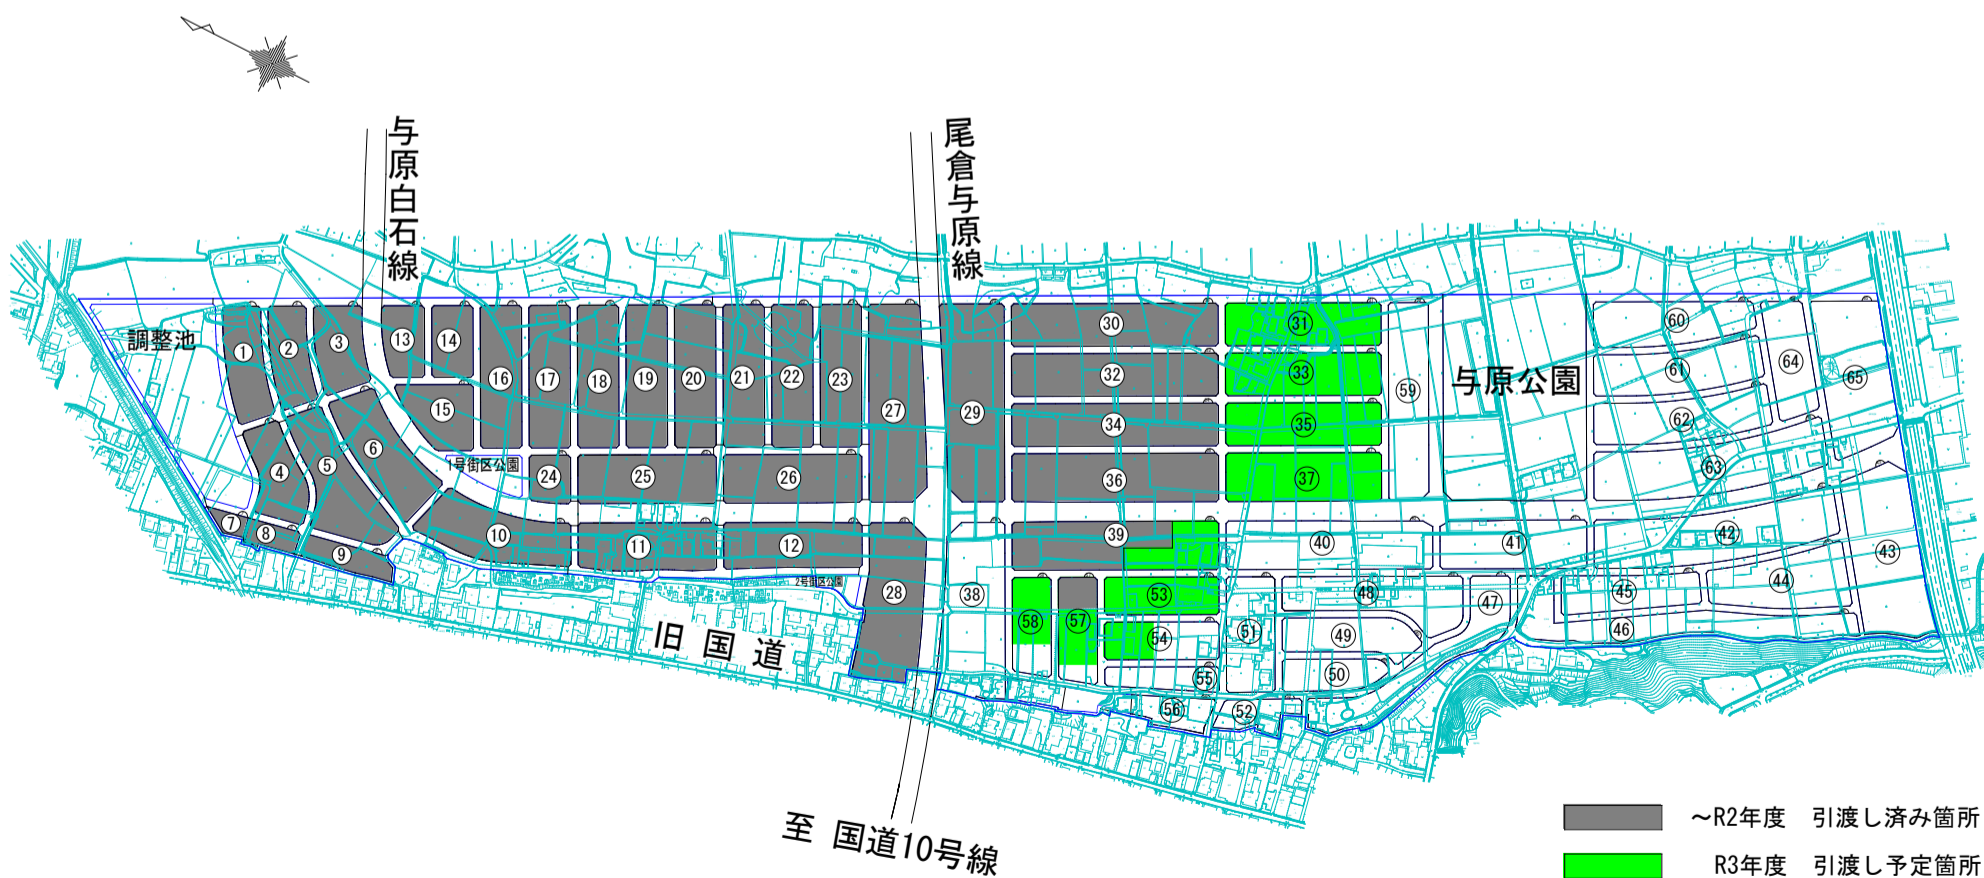 与原白石線
尾倉与原線
調整池
与原公園
1号街区公園
2号街区公園
旧国道
至 国道10号線
① ② ③ ⑬ ⑭ ⑮ ⑯ ⑰ ⑱ ⑲ ⑳ ㉑ ㉒ ㉓ ㉗ ㉙ ㉚ ㉛ ㉜ ㉝ ㉞ ㉟ ㊱ ㊲
59 60 61 62 63 64 65
④ ⑤ ⑥ ㉔ ㉕ ㉖
⑦ ⑧ ⑨ ⑩ ⑪ ⑫ ㉘ ㊳ ㊴ ㊵ ㊶ ㊷ ㊸
㊹ ㊺ ㊻ ㊼ ㊽ ㊾ ㊿
51 52 53 54 55 56 57 58
～R2年度 引渡し済み箇所
R3年度 引渡し予定箇所